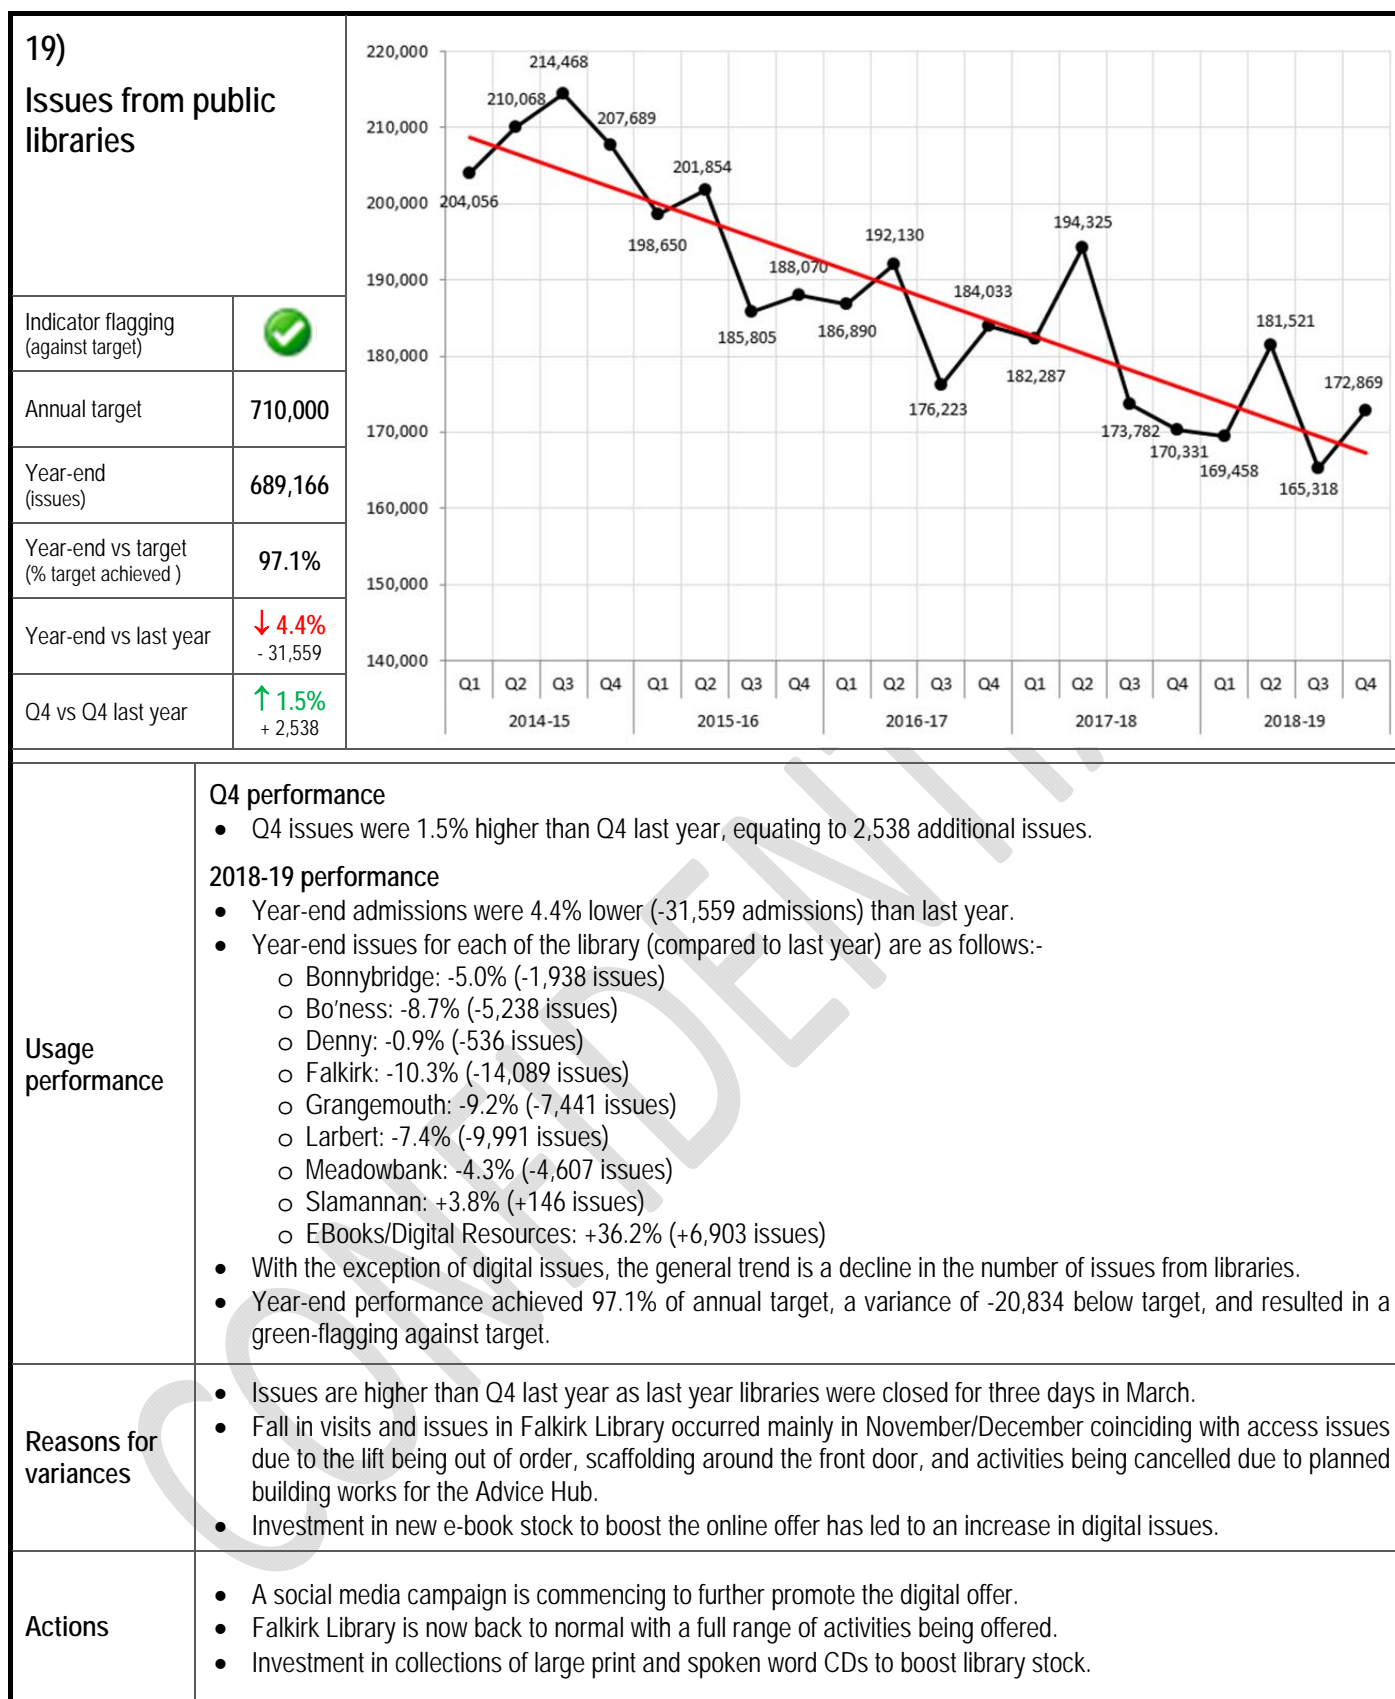 19)
Issues from public
libraries
Indicator flagging
(against target)
Annual target 710,000
Year-end
(issues)
689,166
Year-end vs target
(% target achieved )
97.1%
Year-end vs last year
↓ 4.4%
- 31,559
Q4 vs Q4 last year
↑ 1.5%
+ 2,538
220,000
210,000
200,000
190,000
180,000
170,000
160,000
150,000
140,000
204,056
210,068
214,468
207,689
198,650
201,854
185,805
188,070
186,890
192,130
176,223
184,033
182,287
194,325
173,782
170,331
169,458
181,521
165,318
172,869
Q1 Q2 Q3 Q4 Q1 Q2 Q3 Q4 Q1 Q2 Q3 Q4 Q1 Q2 Q3 Q4 Q1 Q2 Q3 Q4
2014-15 2015-16 2016-17 2017-18 2018-19
Usage
performance
Q4 performance
• Q4 issues were 1.5% higher than Q4 last year, equating to 2,538 additional issues.
2018-19 performance
• Year-end admissions were 4.4% lower (-31,559 admissions) than last year.
• Year-end issues for each of the library (compared to last year) are as follows:-
o Bonnybridge: -5.0% (-1,938 issues)
o Bo’ness: -8.7% (-5,238 issues)
o Denny: -0.9% (-536 issues)
o Falkirk: -10.3% (-14,089 issues)
o Grangemouth: -9.2% (-7,441 issues)
o Larbert: -7.4% (-9,991 issues)
o Meadowbank: -4.3% (-4,607 issues)
o Slamannan: +3.8% (+146 issues)
o EBooks/Digital Resources: +36.2% (+6,903 issues)
• With the exception of digital issues, the general trend is a decline in the number of issues from libraries.
• Year-end performance achieved 97.1% of annual target, a variance of -20,834 below target, and resulted in a
green-flagging against target.
Reasons for
variances
• Issues are higher than Q4 last year as last year libraries were closed for three days in March.
• Fall in visits and issues in Falkirk Library occurred mainly in November/December coinciding with access issues
due to the lift being out of order, scaffolding around the front door, and activities being cancelled due to planned
building works for the Advice Hub.
• Investment in new e-book stock to boost the online offer has led to an increase in digital issues.
Actions
• A social media campaign is commencing to further promote the digital offer.
• Falkirk Library is now back to normal with a full range of activities being offered.
• Investment in collections of large print and spoken word CDs to boost library stock.